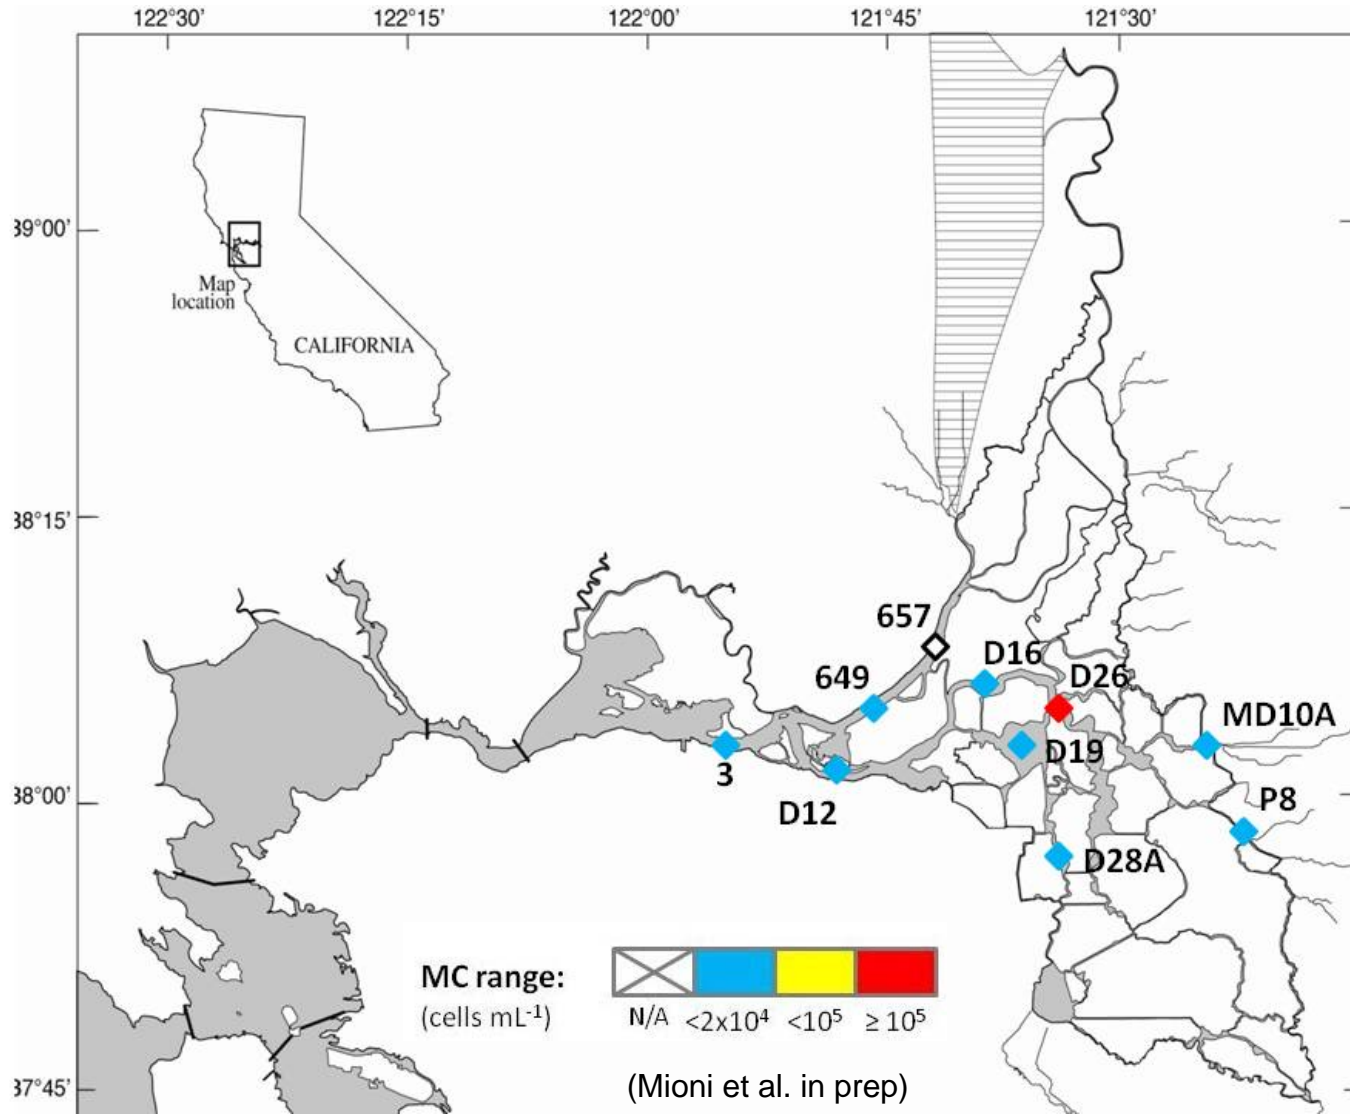 122°30' 122°15' 122°00' 121°45' 121°30'
39°00'
Map
location
CALIFORNIA
38°15'
657
D16
649
D26
MD10A
D19
3
38°00'
P8
D12
D28A
MC range:
(cells mL⁻¹)
N/A <2x10⁴ <10⁵ ≥ 10⁵
37°45'
(Mioni et al. in prep)